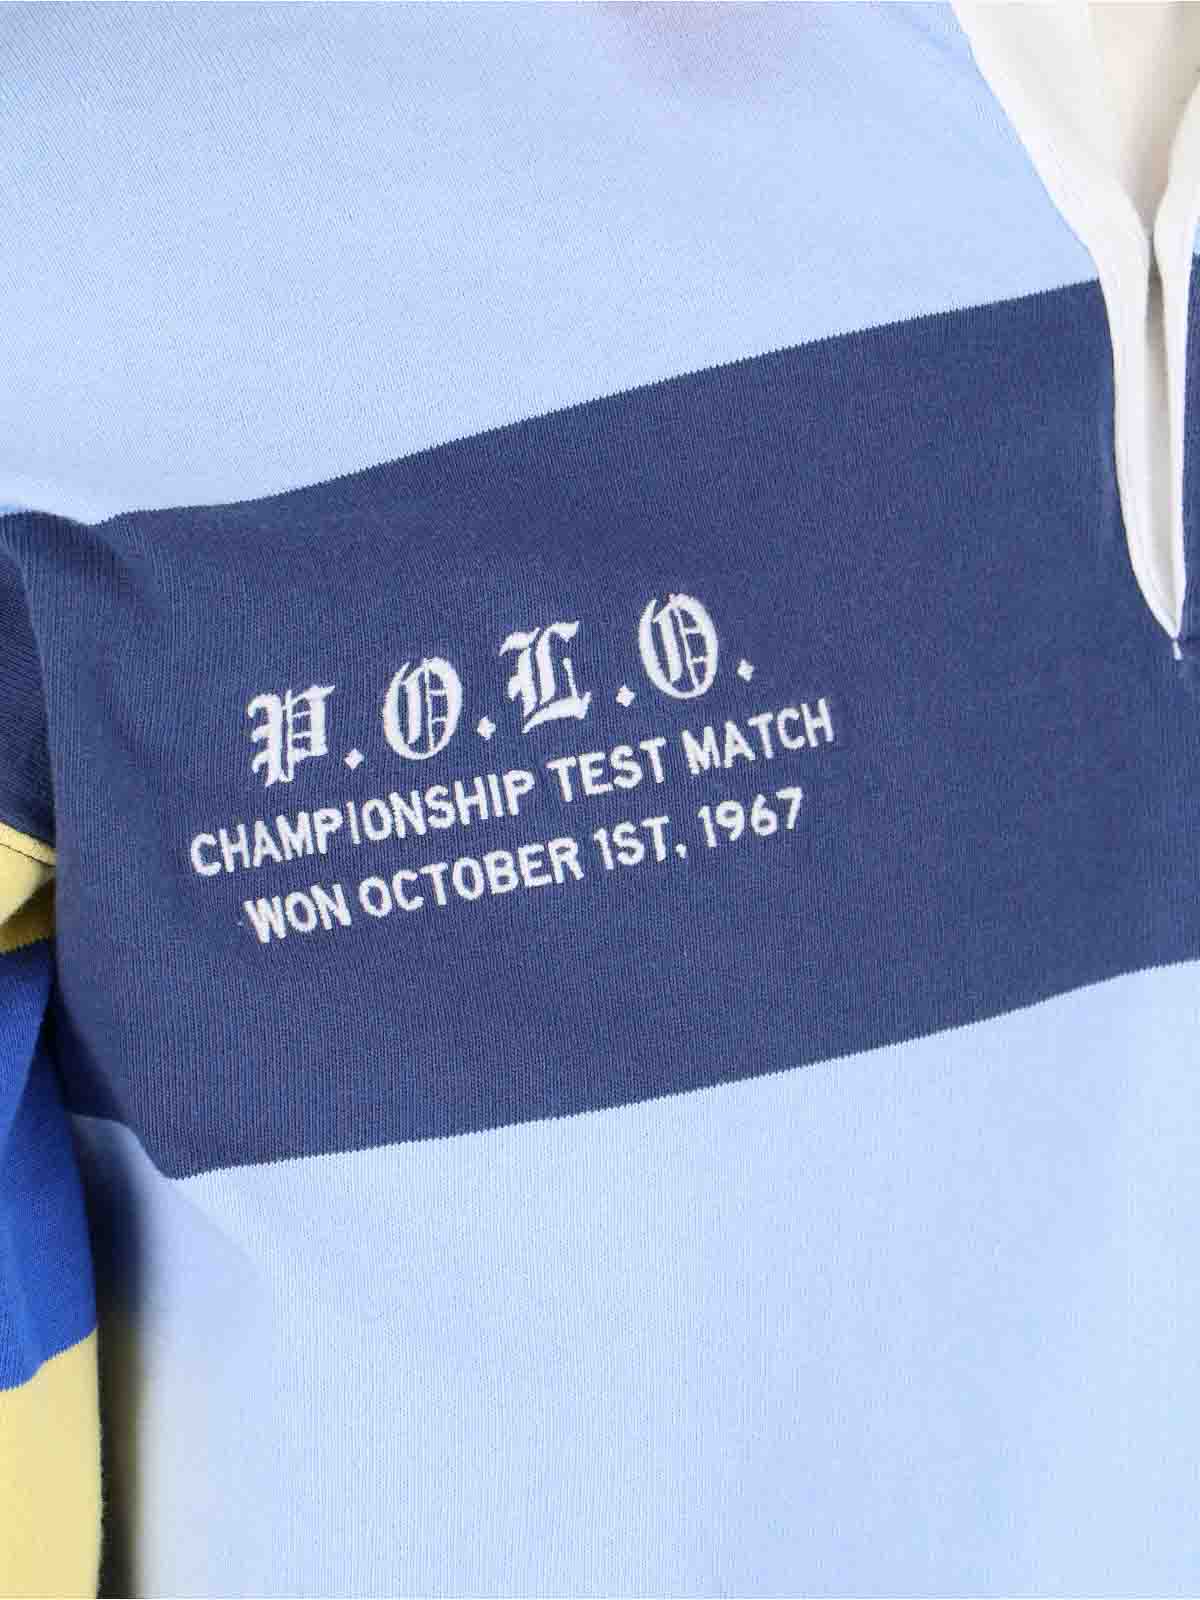 P.O.L.O.
CHAMPIONSHIP TEST MATCH
WON OCTOBER 1ST, 1967